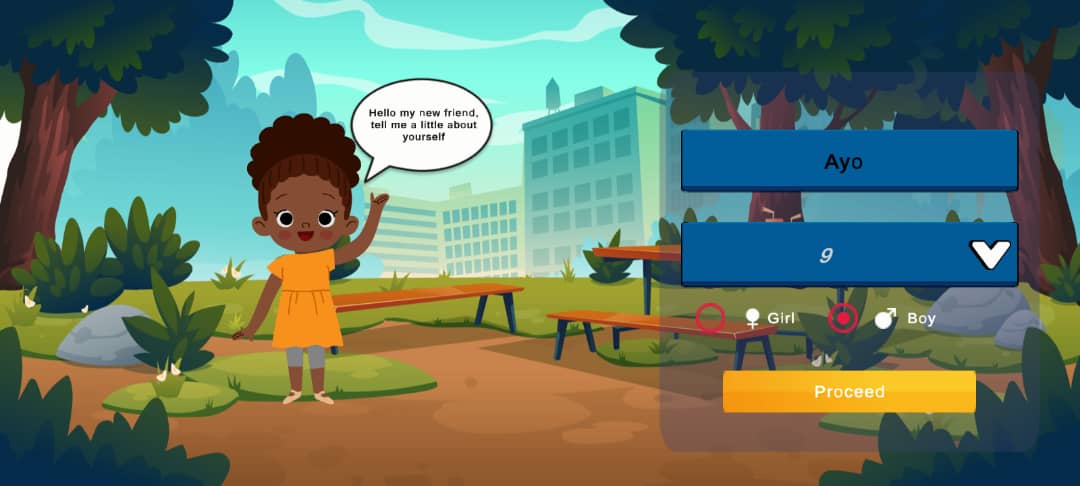 Hello my new friend,
tell me a little about
yourself
Ayo
9
Girl
Boy
Proceed